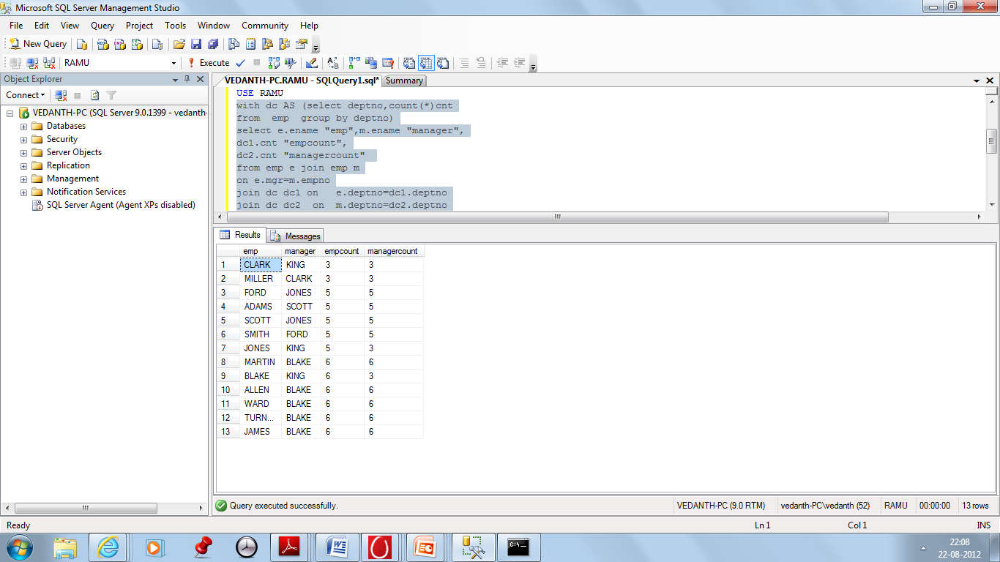 Microsoft SQL Server Management Studio
File Edit View Query Project Tools Window Community Help
New Query
RAMU Execute
Object Explorer
Connect
VEDANTH-PC (SQL Server 9.0.1399 - vedanth-
Databases
Security
Server Objects
Replication
Management
Notification Services
SQL Server Agent (Agent XPs disabled)
VEDANTH-PC.RAMU - SQLQuery1.sql* Summary
USE RAMU
with dc AS (select deptno,count(*)cnt
from emp group by deptno)
select e.ename "emp",m.ename "manager",
dc1.cnt "empcount",
dc2.cnt "managercount"
from emp e join emp m
on e.mgr=m.empno
join dc dc1 on e.deptno=dc1.deptno
join dc dc2 on m.deptno=dc2.deptno
Results Messages
emp manager empcount managercount
1 CLARK KING 3 3
2 MILLER CLARK 3 3
3 FORD JONES 5 5
4 ADAMS SCOTT 5 5
5 SCOTT JONES 5 5
6 SMITH FORD 5 5
7 JONES KING 5 3
8 MARTIN BLAKE 6 6
9 BLAKE KING 6 3
10 ALLEN BLAKE 6 6
11 WARD BLAKE 6 6
12 TURN... BLAKE 6 6
13 JAMES BLAKE 6 6
Query executed successfully. VEDANTH-PC (9.0 RTM) vedanth-PC\vedanth (52) RAMU 00:00:00 13 rows
Ready Ln 1 Col 1 INS
22:08
22-08-2012